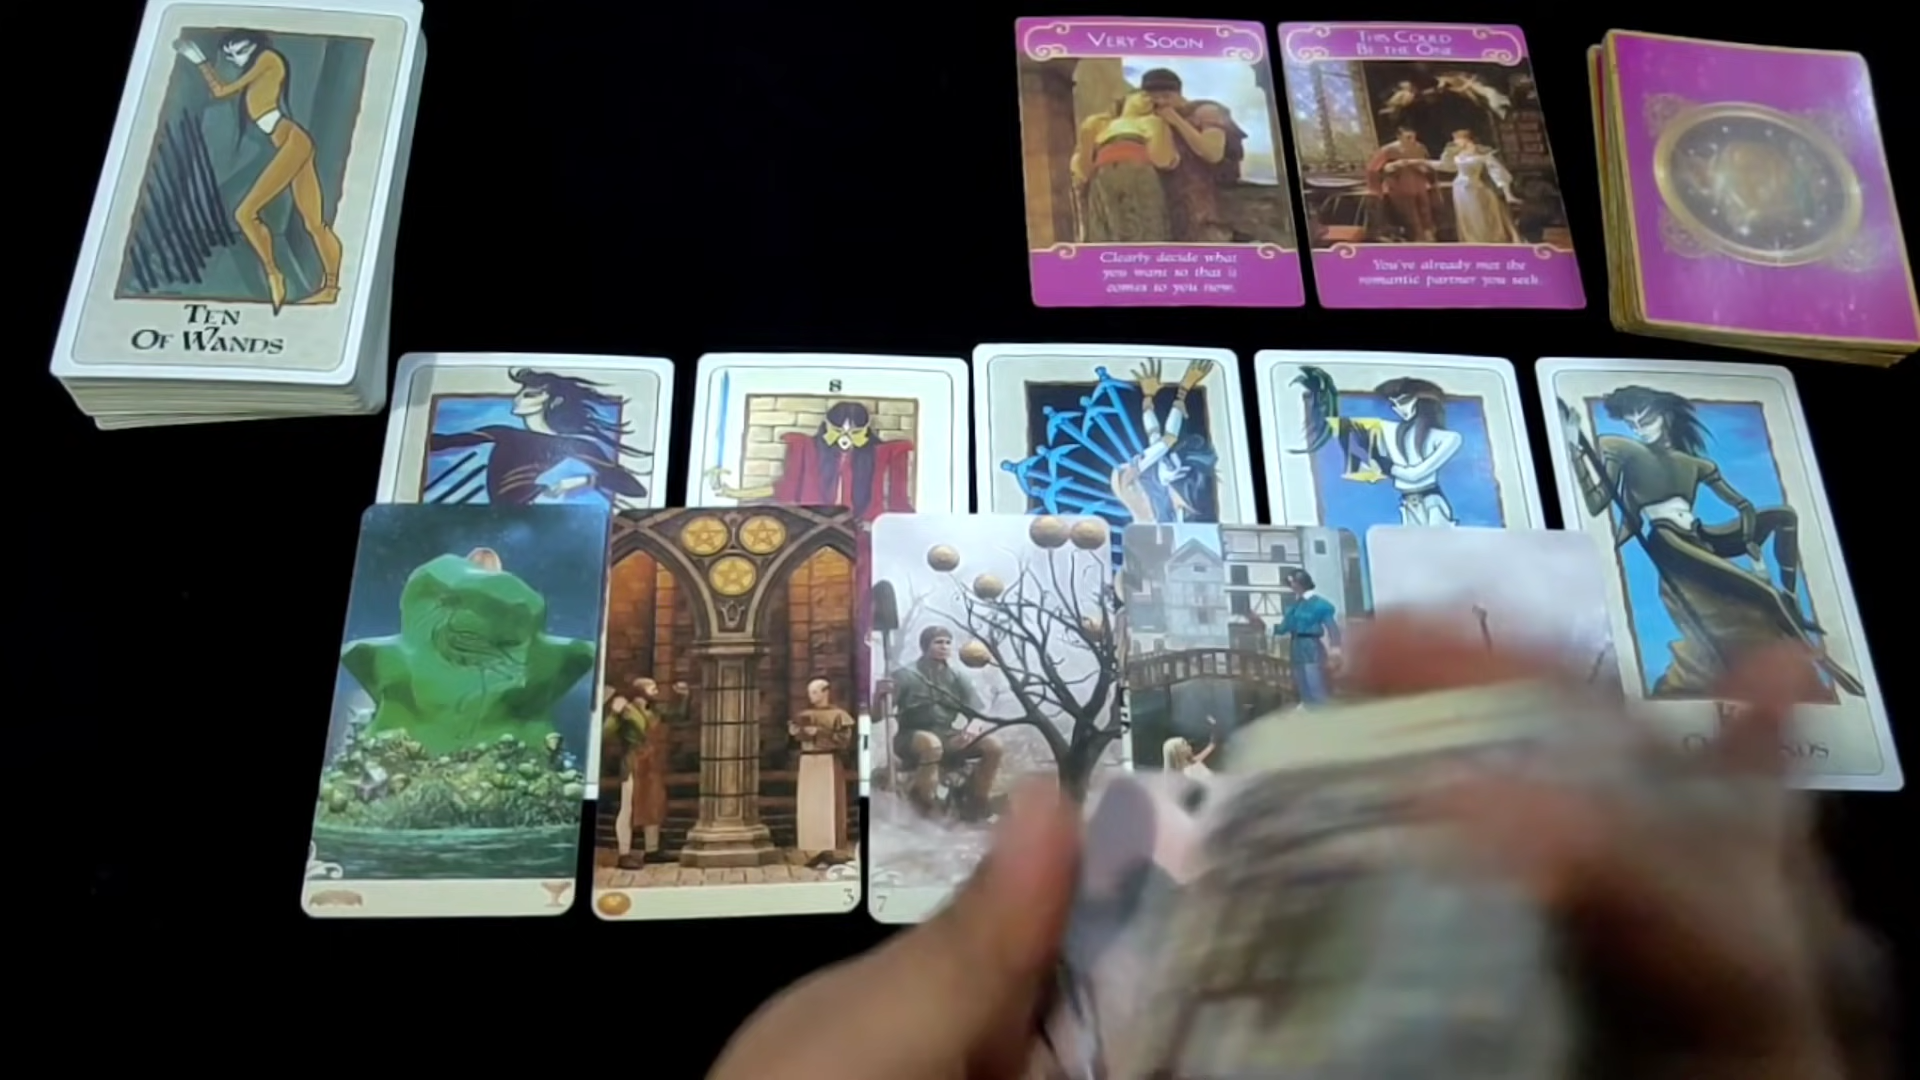 TEN
OF WANDS
VERY SOON
Clearly decide what
you want so that it
comes to you now.
THIS COULD
BE THE ONE
You've already met the
romantic partner you seek.
8
3
7